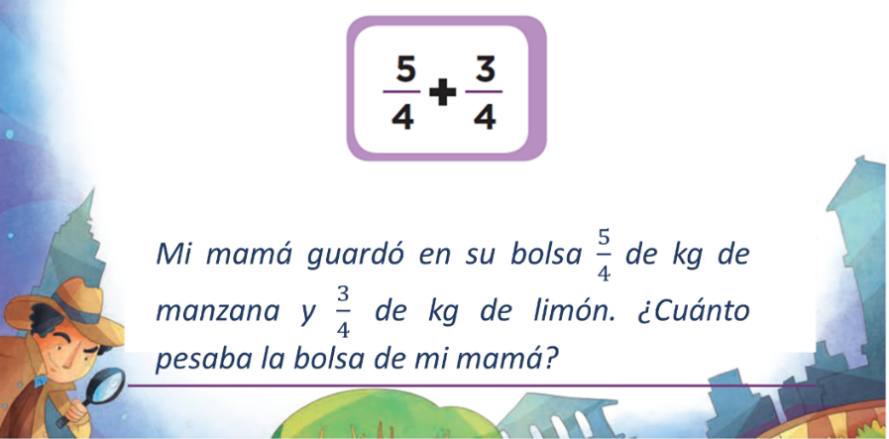 5/4 + 3/4
Mi mamá guardó en su bolsa 5/4 de kg de
manzana y 3/4 de kg de limón. ¿Cuánto
pesaba la bolsa de mi mamá?